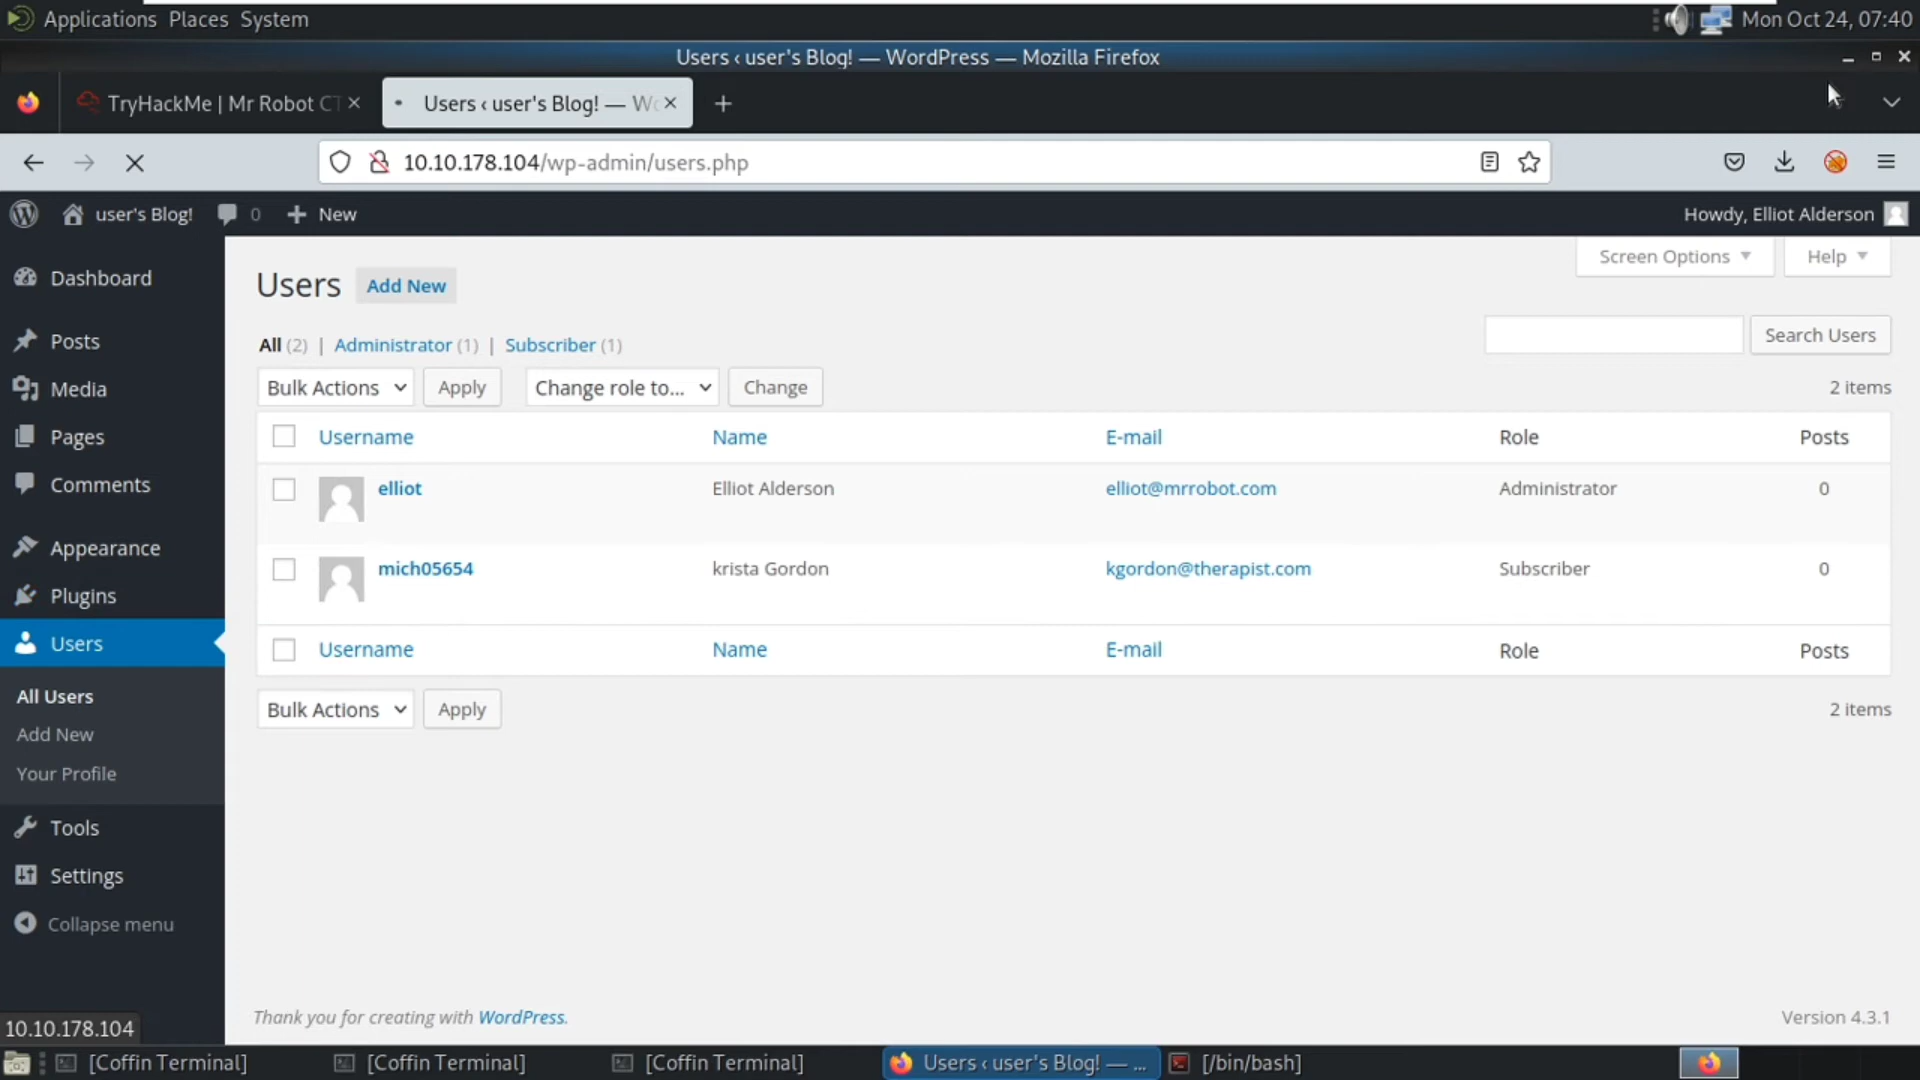 Applications Places System
Mon Oct 24, 07:40
Users ‹ user's Blog! — WordPress — Mozilla Firefox
TryHackMe | Mr Robot CT
Users ‹ user's Blog! — Wo
10.10.178.104/wp-admin/users.php
user's Blog! 0 New
Howdy, Elliot Alderson
Screen Options Help
Dashboard
Posts
Media
Pages
Comments
Appearance
Plugins
Users
All Users
Add New
Your Profile
Tools
Settings
Collapse menu
Users Add New
All (2) | Administrator (1) | Subscriber (1)
Search Users
Bulk Actions Apply Change role to... Change
2 items
Username Name E-mail Role Posts
elliot Elliot Alderson elliot@mrrobot.com Administrator 0
mich05654 krista Gordon kgordon@therapist.com Subscriber 0
Username Name E-mail Role Posts
Bulk Actions Apply
2 items
Thank you for creating with WordPress.
Version 4.3.1
10.10.178.104
[Coffin Terminal] [Coffin Terminal] [Coffin Terminal] Users ‹ user's Blog! — ... [/bin/bash]